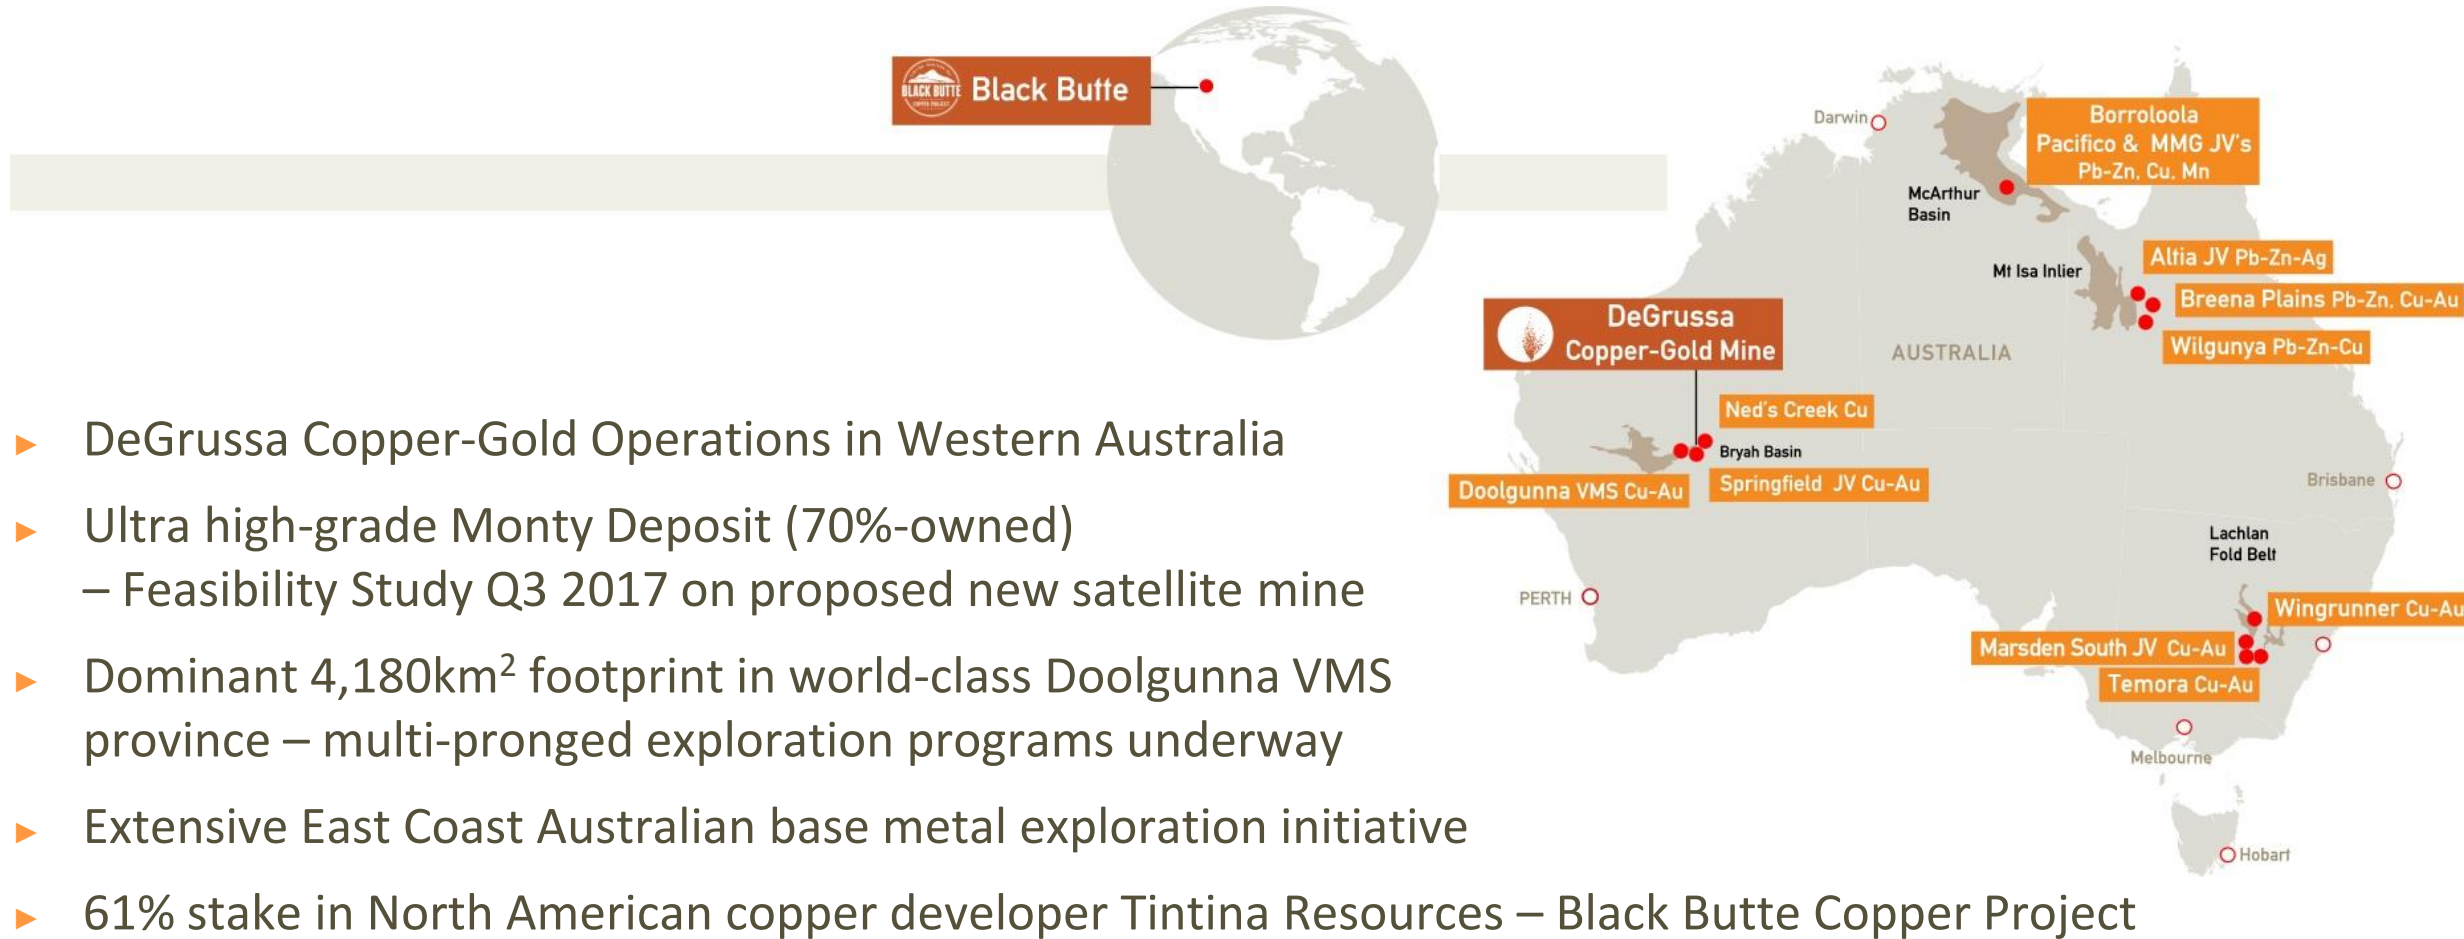 BLACK BUTTE
COPPER PROJECT
Black Butte
Darwin
Borroloola
Pacifico & MMG JV's
Pb-Zn, Cu, Mn
McArthur
Basin
Mt Isa Inlier
Altia JV Pb-Zn-Ag
Breena Plains Pb-Zn, Cu-Au
Wilgunya Pb-Zn-Cu
DeGrussa
Copper-Gold Mine
AUSTRALIA
Ned's Creek Cu
Bryah Basin
Doolgunna VMS Cu-Au
Springfield JV Cu-Au
Brisbane
Lachlan
Fold Belt
PERTH
Wingrunner Cu-Au
Marsden South JV Cu-Au
Temora Cu-Au
Melbourne
Hobart
► DeGrussa Copper-Gold Operations in Western Australia
► Ultra high-grade Monty Deposit (70%-owned)
– Feasibility Study Q3 2017 on proposed new satellite mine
► Dominant 4,180km² footprint in world-class Doolgunna VMS
province – multi-pronged exploration programs underway
► Extensive East Coast Australian base metal exploration initiative
► 61% stake in North American copper developer Tintina Resources – Black Butte Copper Project